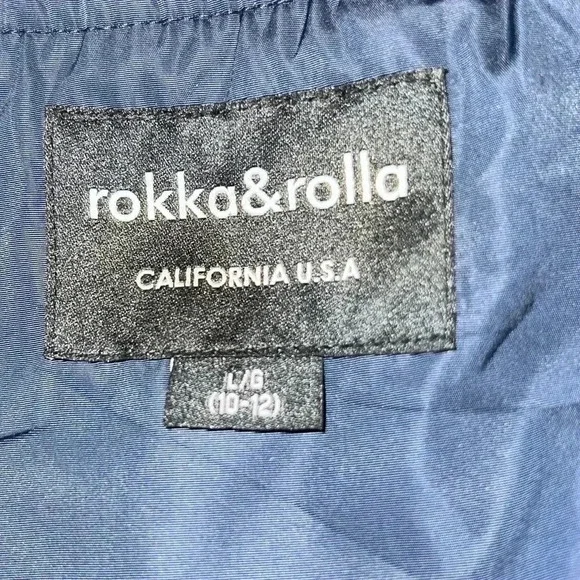 rokka&rolla
CALIFORNIA U.S.A
L/G
(10-12)